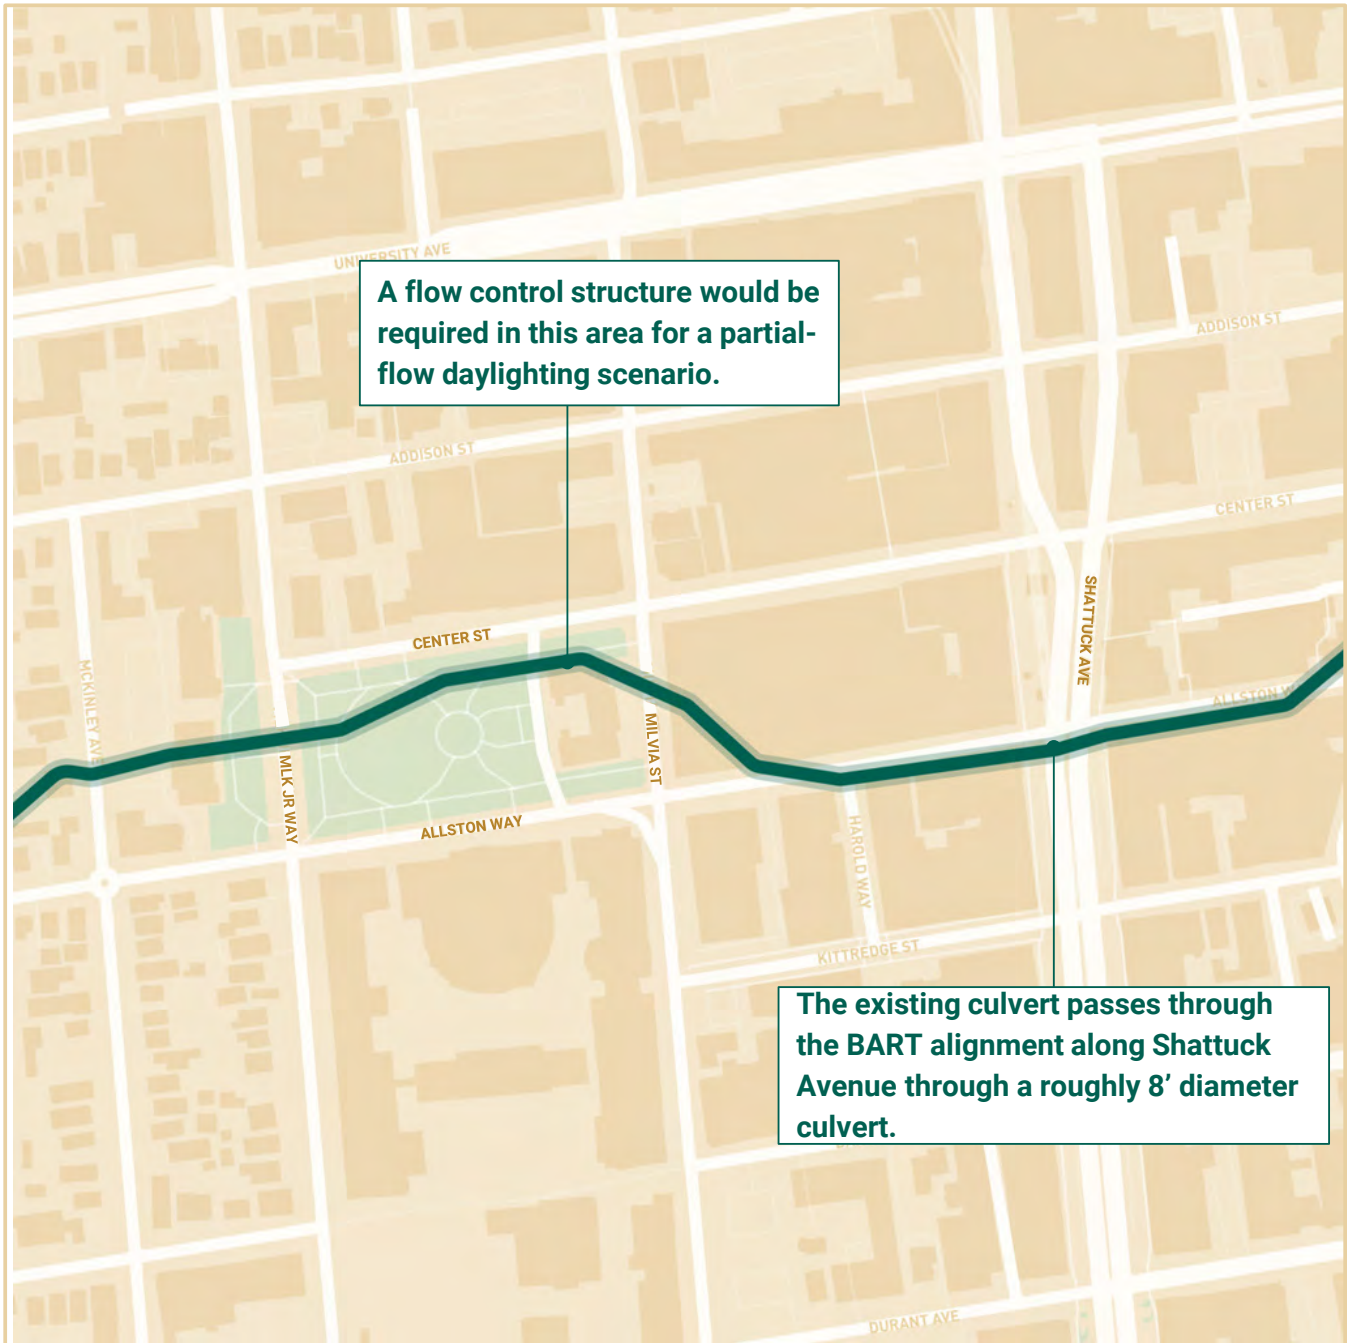 UNIVERSITY AVE
A flow control structure would be
required in this area for a partial-
flow daylighting scenario.
ADDISON ST
ADDISON ST
CENTER ST
SHATTUCK AVE
CENTER ST
MCKINLEY AVE
ALLSTON
MILVIA ST
MLK JR WAY
ALLSTON WAY
HAROLD WAY
KITTREDGE ST
The existing culvert passes through
the BART alignment along Shattuck
Avenue through a roughly 8’ diameter
culvert.
DURANT AVE